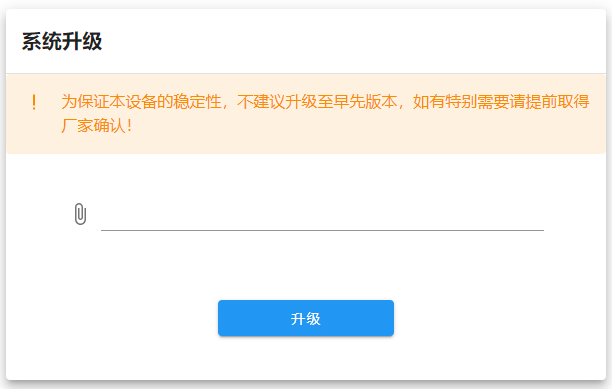 系统升级
! 为保证本设备的稳定性，不建议升级至早先版本，如有特别需要请提前取得
厂家确认！
升级